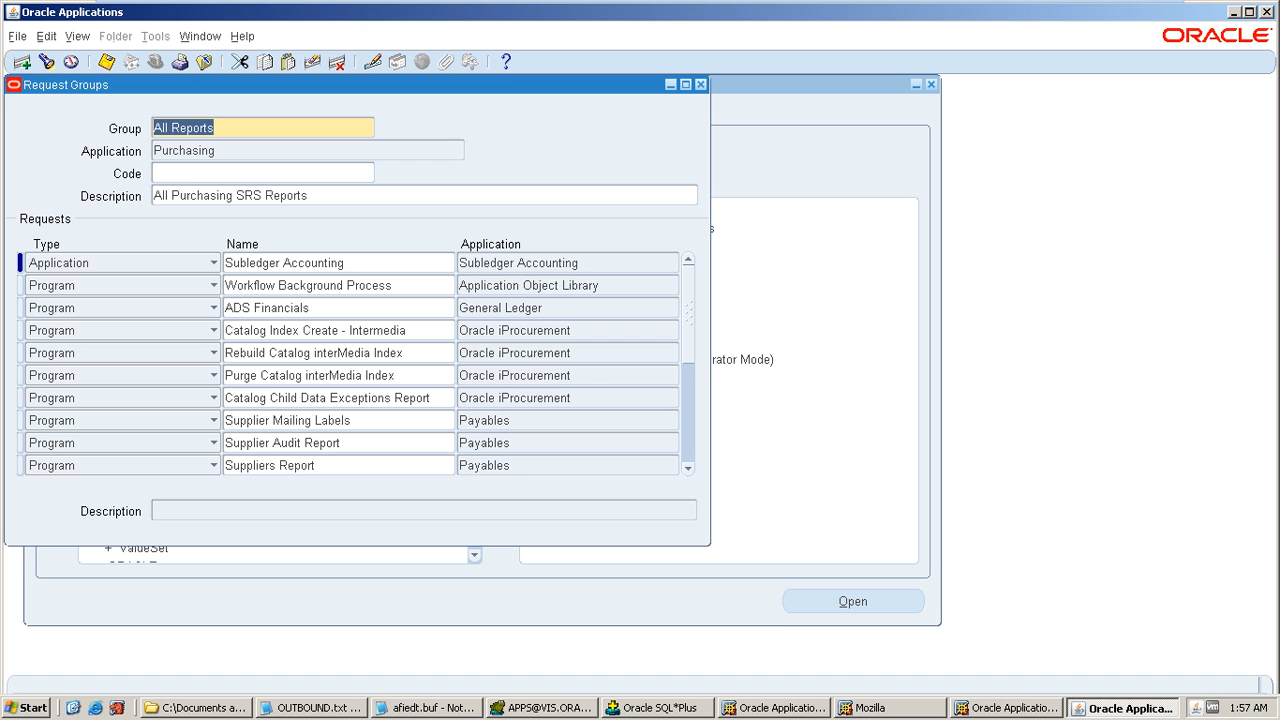 Oracle Applications
File Edit View Folder Tools Window Help
ORACLE
Request Groups
Group All Reports
Application Purchasing
Code
Description All Purchasing SRS Reports
Requests
Type Name Application
Application Subledger Accounting Subledger Accounting
Program Workflow Background Process Application Object Library
Program ADS Financials General Ledger
Program Catalog Index Create - Intermedia Oracle iProcurement
Program Rebuild Catalog interMedia Index Oracle iProcurement
rator Mode)
Program Purge Catalog interMedia Index Oracle iProcurement
Program Catalog Child Data Exceptions Report Oracle iProcurement
Program Supplier Mailing Labels Payables
Program Supplier Audit Report Payables
Program Suppliers Report Payables
Description
+ ValueSet
Open
Start C:\Documents a... OUTBOUND.txt ... afiedt.buf - Not... APPS@VIS.ORA... Oracle SQL*Plus Oracle Applicatio... Mozilla Oracle Applicatio... Oracle Applica... 1:57 AM